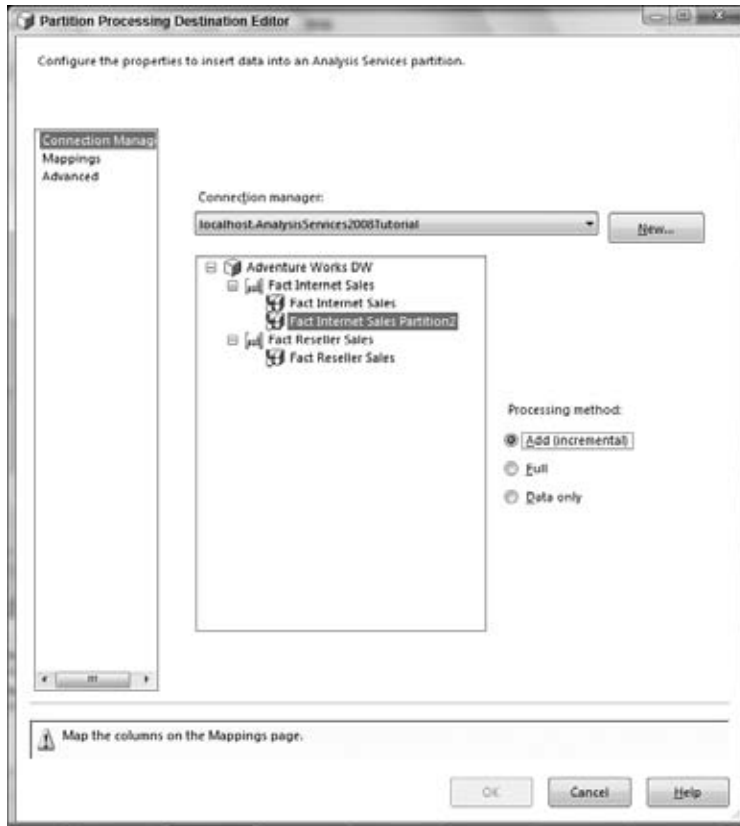 Partition Processing Destination Editor
Configure the properties to insert data into an Analysis Services partition.
Connection Manag
Mappings
Advanced
Connection manager:
localhost.AnalysisServices2008Tutorial
New...
Adventure Works DW
Fact Internet Sales
Fact Internet Sales
Fact Internet Sales Partition2
Fact Reseller Sales
Fact Reseller Sales
Processing method:
Add (incremental)
Full
Data only
Map the columns on the Mappings page.
OK
Cancel
Help